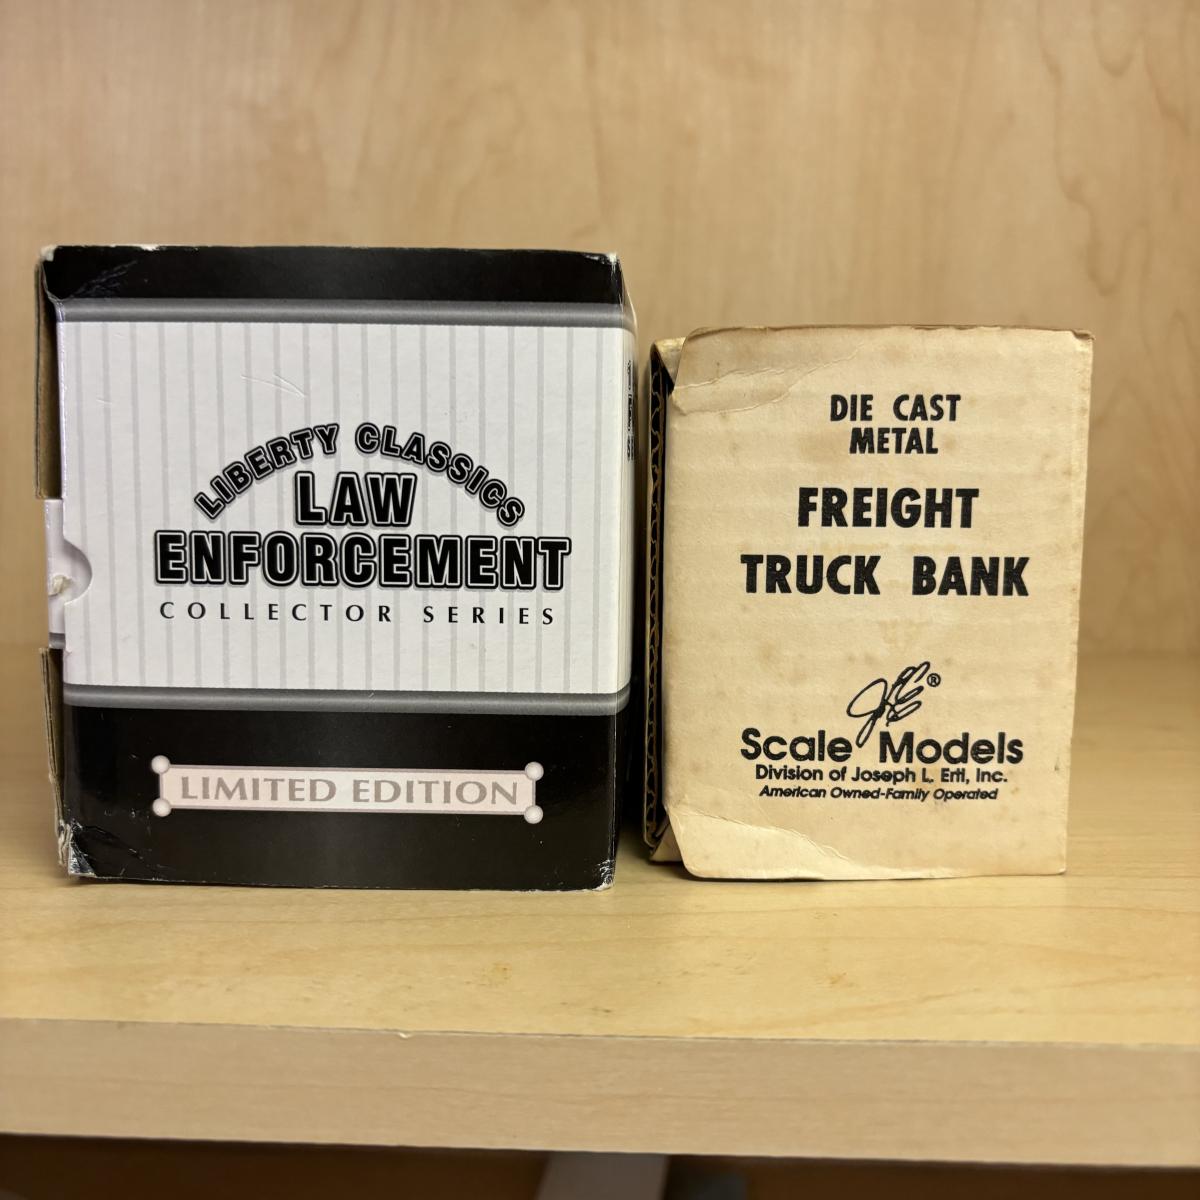 LIBERTY CLASSICS
LAW
ENFORCEMENT
COLLECTOR SERIES
LIMITED EDITION
DIE CAST
METAL
FREIGHT
TRUCK BANK
®
Scale Models
Division of Joseph L. Ertl, Inc.
American Owned-Family Operated